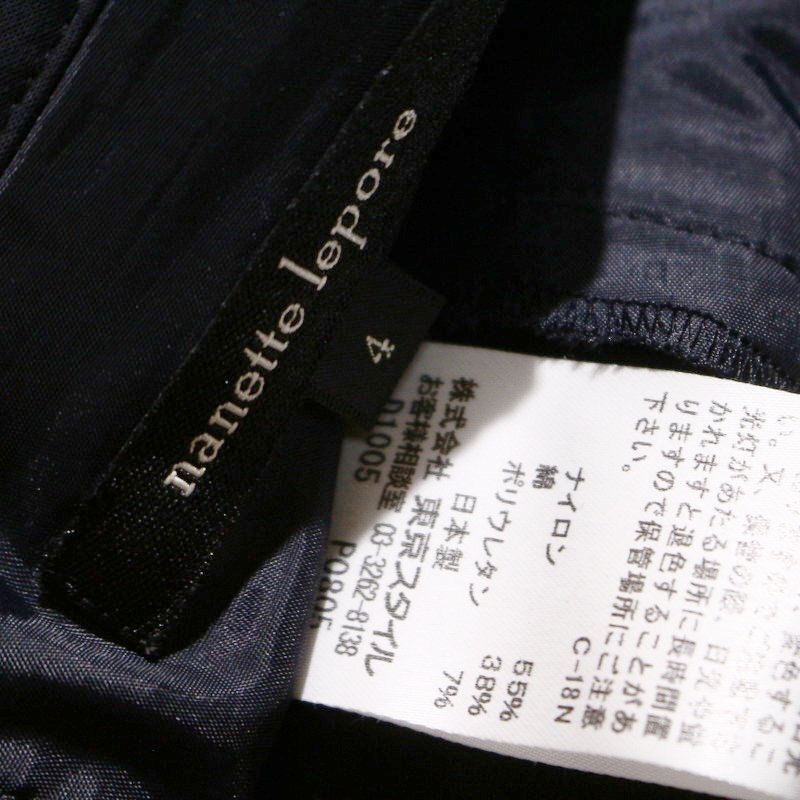 nanette lepore
4
下さい。
りますので保管場所にご注意
かれますと退色することがあ
光灯があたる場所に長時間置
C-18N
ナイロン 55%
綿 38%
ポリウレタン 7%
日本製
株式会社 東京スタイル
お客様相談室 03-3262-8138
D1005 P0805